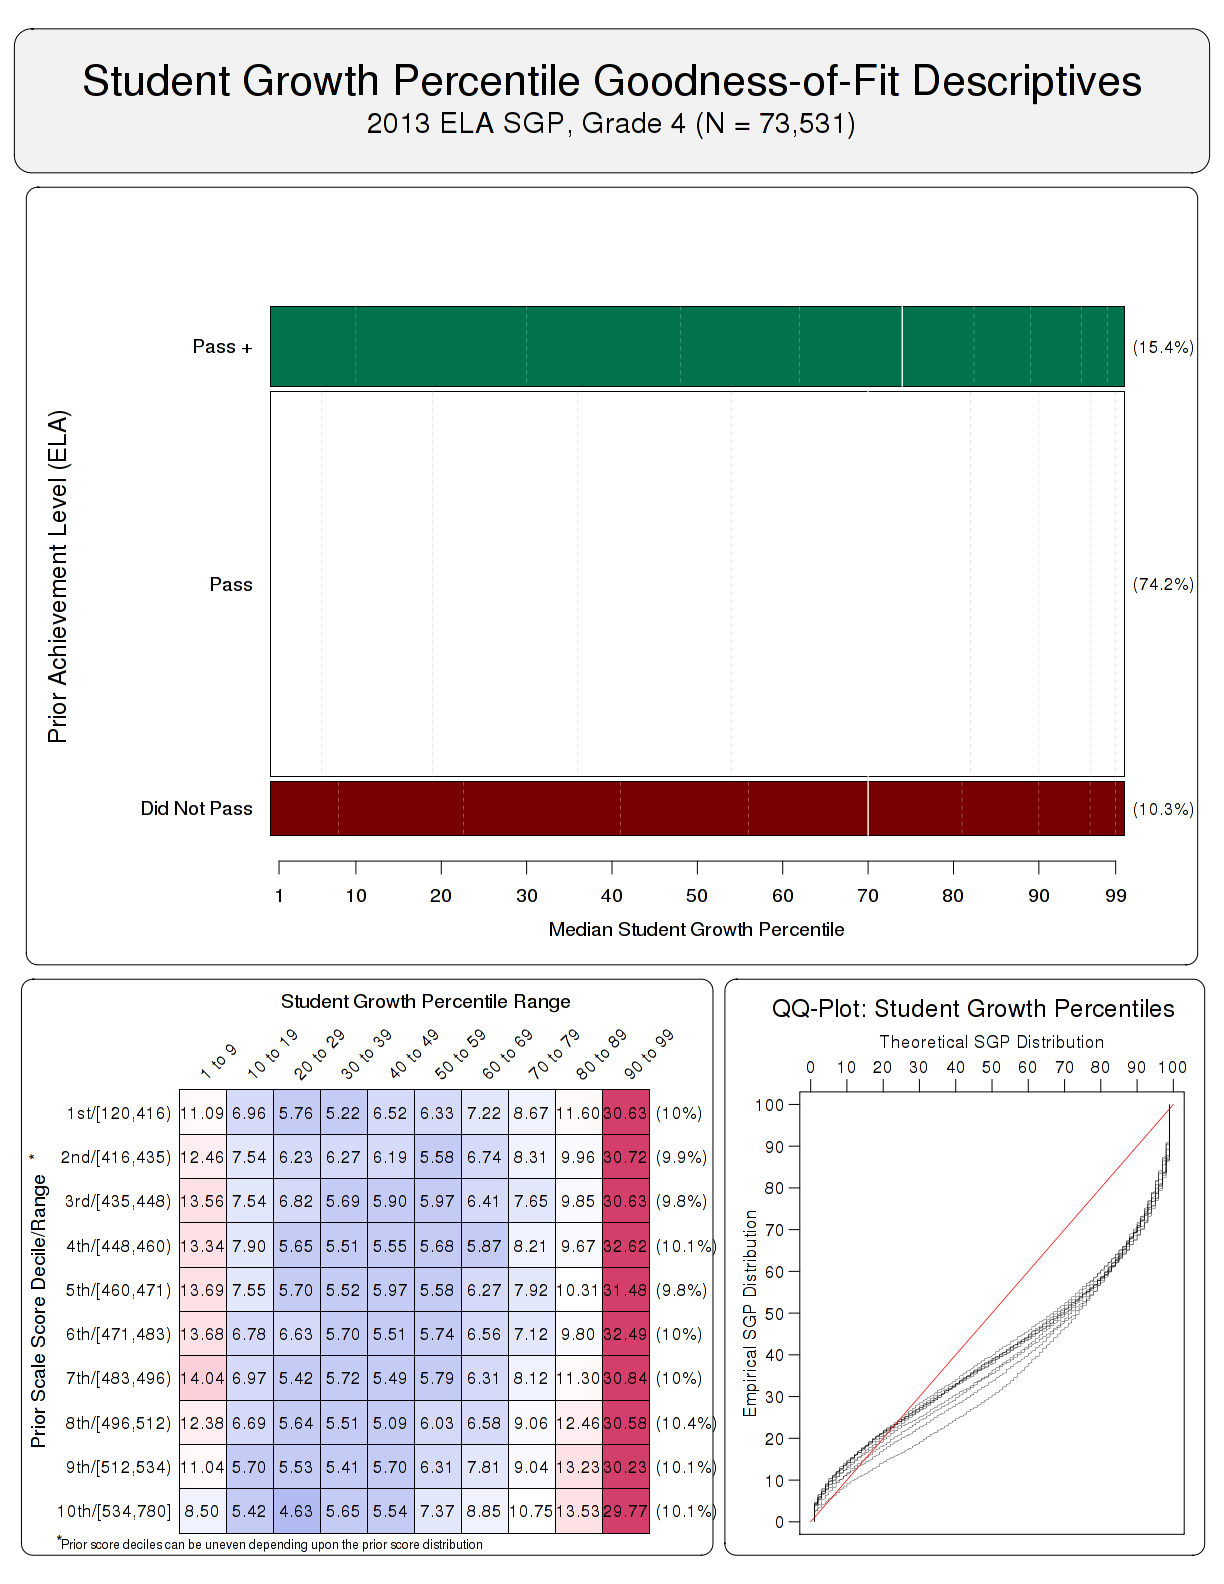 Student Growth Percentile Goodness-of-Fit Descriptives
2013 ELA SGP, Grade 4 (N = 73,531)
Prior Achievement Level (ELA)
Pass +
(15.4%)
Pass
(74.2%)
Did Not Pass
(10.3%)
1 10 20 30 40 50 60 70 80 90 99
Median Student Growth Percentile
Student Growth Percentile Range
1 to 9 10 to 19 20 to 29 30 to 39 40 to 49 50 to 59 60 to 69 70 to 79 80 to 89 90 to 99
Prior Scale Score Decile/Range *
1st/[120,416) 11.09 6.96 5.76 5.22 6.52 6.33 7.22 8.67 11.60 30.63 (10%)
2nd/[416,435) 12.46 7.54 6.23 6.27 6.19 5.58 6.74 8.31 9.96 30.72 (9.9%)
3rd/[435,448) 13.56 7.54 6.82 5.69 5.90 5.97 6.41 7.65 9.85 30.63 (9.8%)
4th/[448,460) 13.34 7.90 5.65 5.51 5.55 5.68 5.87 8.21 9.67 32.62 (10.1%)
5th/[460,471) 13.69 7.55 5.70 5.52 5.97 5.58 6.27 7.92 10.31 31.48 (9.8%)
6th/[471,483) 13.68 6.78 6.63 5.70 5.51 5.74 6.56 7.12 9.80 32.49 (10%)
7th/[483,496) 14.04 6.97 5.42 5.72 5.49 5.79 6.31 8.12 11.30 30.84 (10%)
8th/[496,512) 12.38 6.69 5.64 5.51 5.09 6.03 6.58 9.06 12.46 30.58 (10.4%)
9th/[512,534) 11.04 5.70 5.53 5.41 5.70 6.31 7.81 9.04 13.23 30.23 (10.1%)
10th/[534,780] 8.50 5.42 4.63 5.65 5.54 7.37 8.85 10.75 13.53 29.77 (10.1%)
*Prior score deciles can be uneven depending upon the prior score distribution
QQ-Plot: Student Growth Percentiles
Theoretical SGP Distribution
0 10 20 30 40 50 60 70 80 90 100
Empirical SGP Distribution
100
90
80
70
60
50
40
30
20
10
0